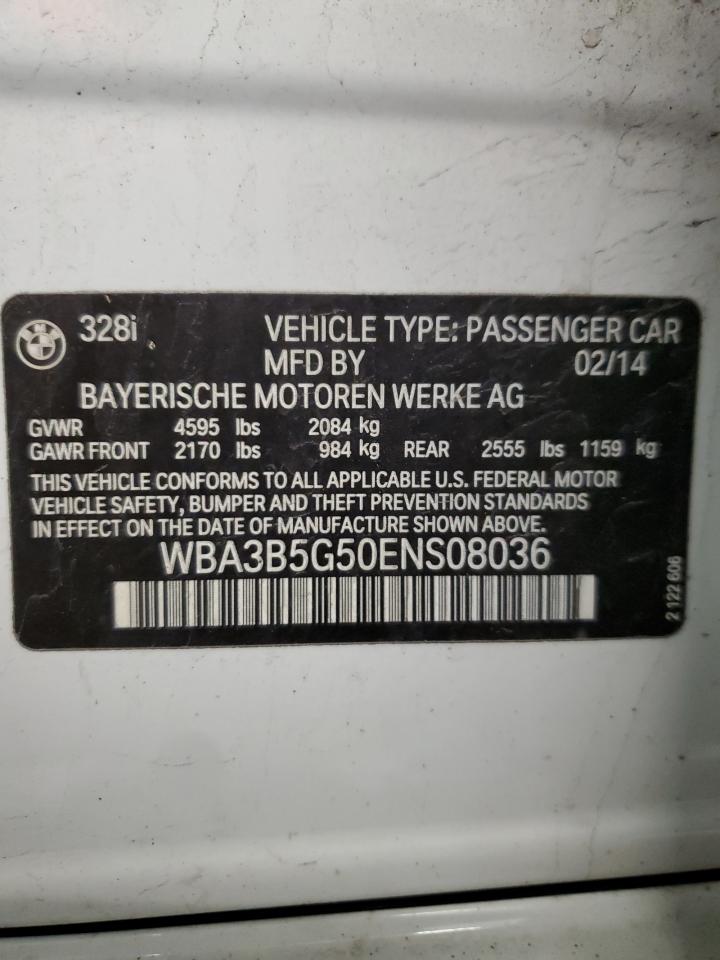 BMW 328i VEHICLE TYPE: PASSENGER CAR
MFD BY 02/14
BAYERISCHE MOTOREN WERKE AG
GVWR 4595 lbs 2084 kg
GAWR FRONT 2170 lbs 984 kg REAR 2555 lbs 1159 kg
THIS VEHICLE CONFORMS TO ALL APPLICABLE U.S. FEDERAL MOTOR
VEHICLE SAFETY, BUMPER AND THEFT PREVENTION STANDARDS
IN EFFECT ON THE DATE OF MANUFACTURE SHOWN ABOVE.
WBA3B5G50ENS08036
2 122 606